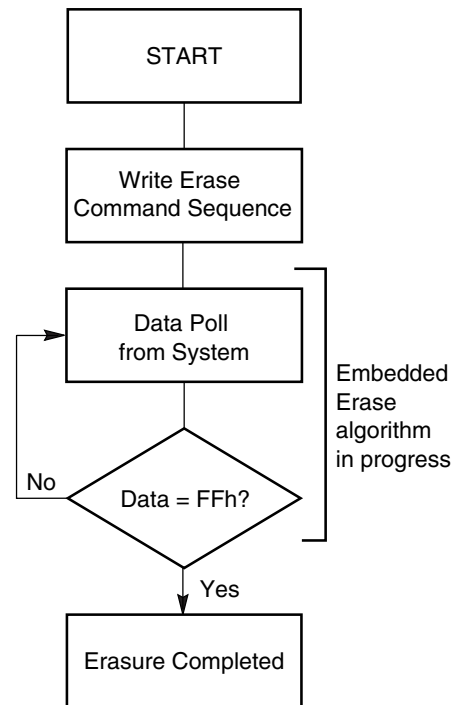 START
Write Erase
Command Sequence
Data Poll
from System
Embedded
Erase
algorithm
in progress
No
Data = FFh?
Yes
Erasure Completed